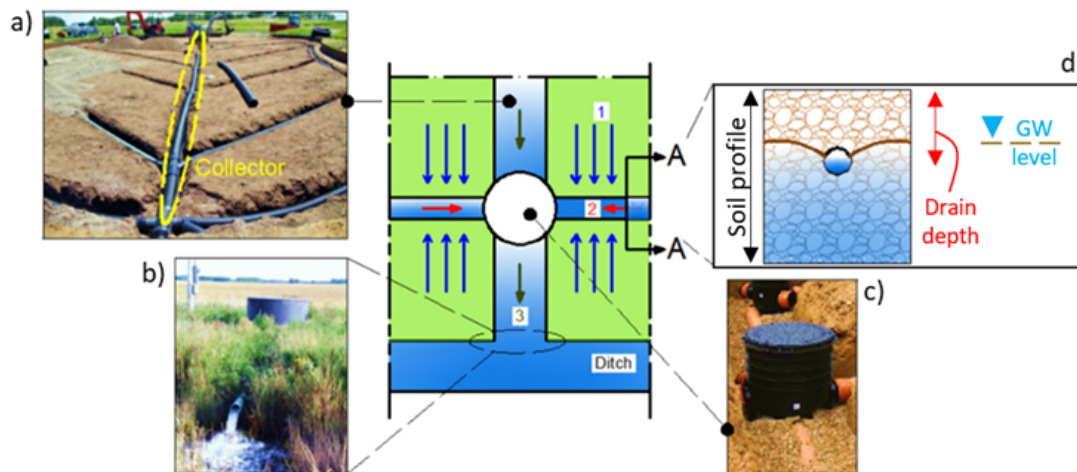 a)
Collector
b)
1
2
3
A
A
Ditch
d
Soil profile
GW
level
Drain
depth
c)